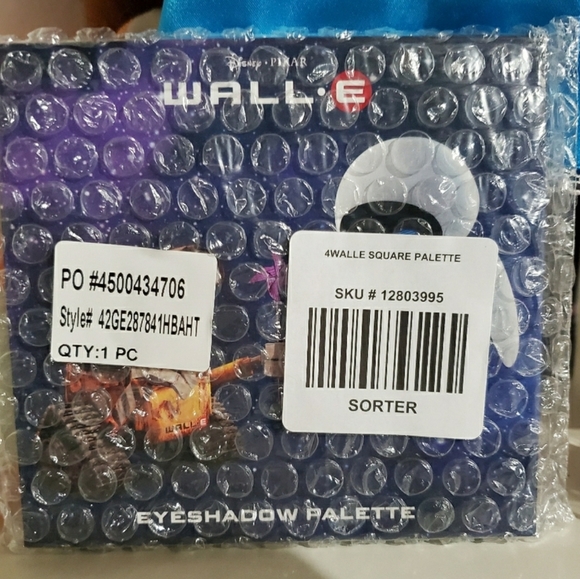 Disney · PIXAR
WALL·E
PO #4500434706
Style# 42GE287841HBAHT
QTY:1 PC
4WALLE SQUARE PALETTE
SKU # 12803995
SORTER
WALL·E
EYESHADOW PALETTE